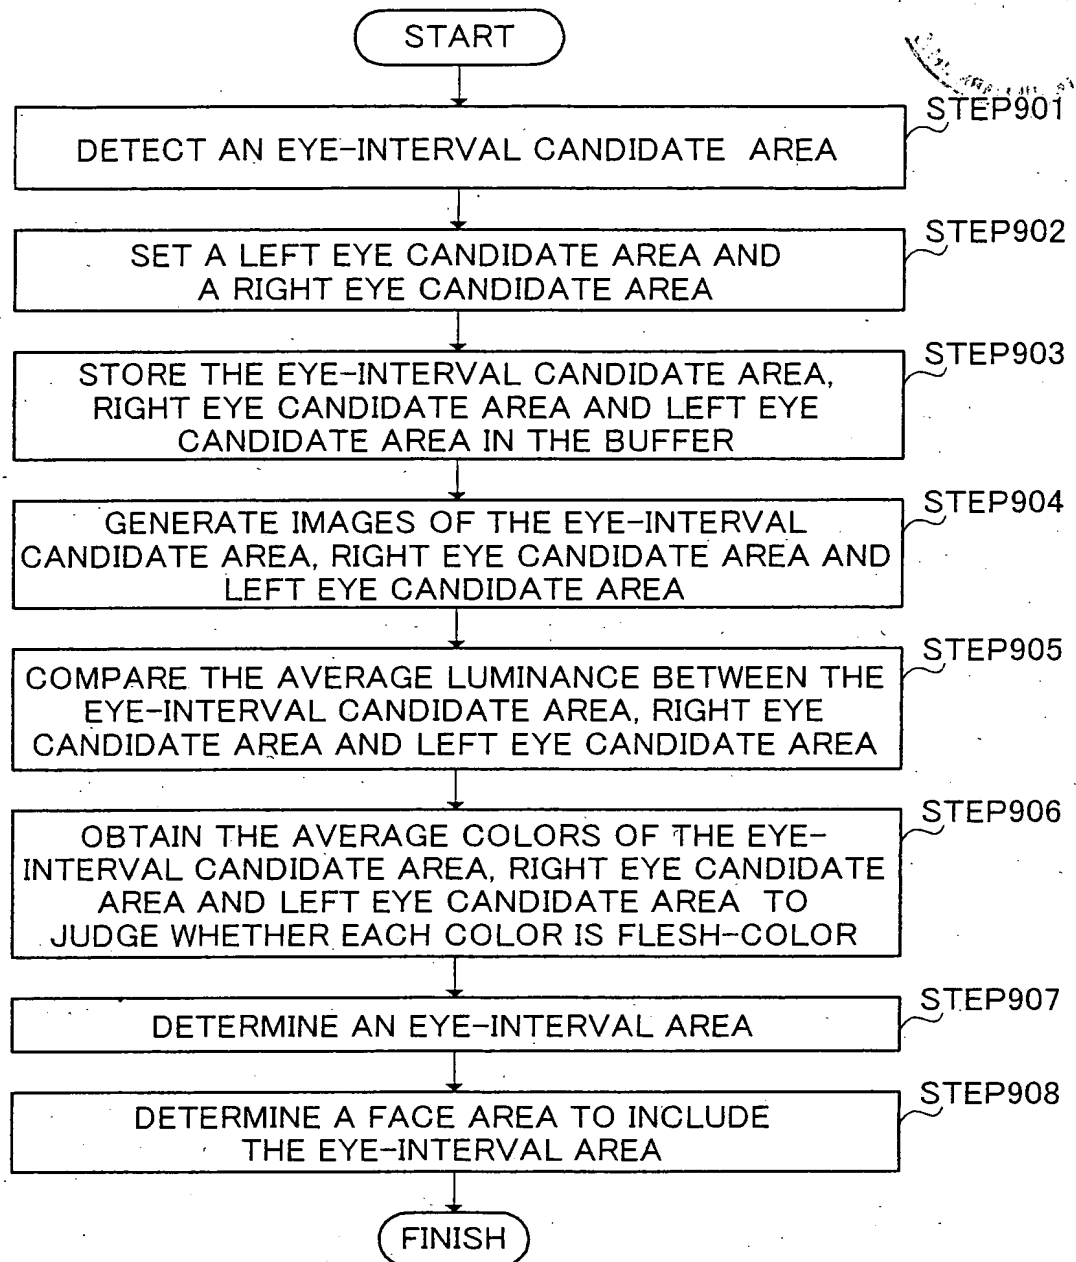 START
STEP901
DETECT AN EYE-INTERVAL CANDIDATE AREA
STEP902
SET A LEFT EYE CANDIDATE AREA AND
A RIGHT EYE CANDIDATE AREA
STEP903
STORE THE EYE-INTERVAL CANDIDATE AREA,
RIGHT EYE CANDIDATE AREA AND LEFT EYE
CANDIDATE AREA IN THE BUFFER
STEP904
GENERATE IMAGES OF THE EYE-INTERVAL
CANDIDATE AREA, RIGHT EYE CANDIDATE AREA AND
LEFT EYE CANDIDATE AREA
STEP905
COMPARE THE AVERAGE LUMINANCE BETWEEN THE
EYE-INTERVAL CANDIDATE AREA, RIGHT EYE
CANDIDATE AREA AND LEFT EYE CANDIDATE AREA
STEP906
OBTAIN THE AVERAGE COLORS OF THE EYE-
INTERVAL CANDIDATE AREA, RIGHT EYE CANDIDATE
AREA AND LEFT EYE CANDIDATE AREA TO
JUDGE WHETHER EACH COLOR IS FLESH-COLOR
STEP907
DETERMINE AN EYE-INTERVAL AREA
STEP908
DETERMINE A FACE AREA TO INCLUDE
THE EYE-INTERVAL AREA
FINISH